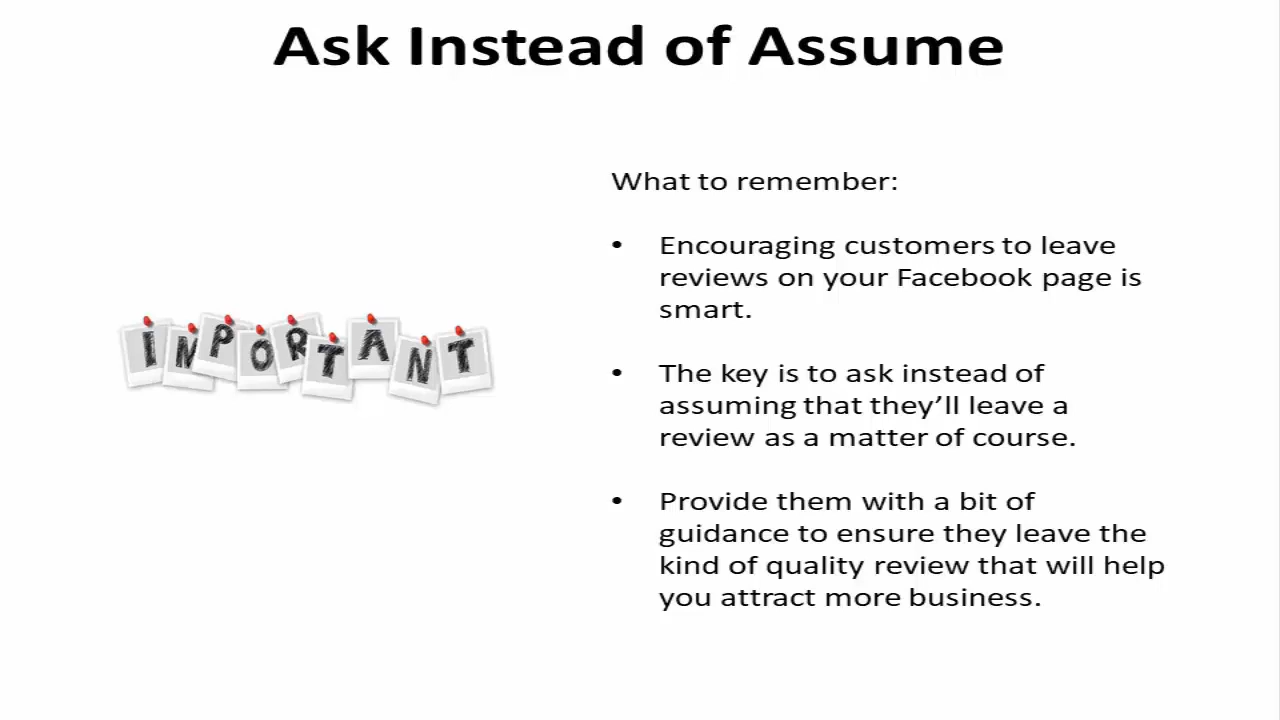 Ask Instead of Assume
IMPORTANT
What to remember:
• Encouraging customers to leave
reviews on your Facebook page is
smart.
• The key is to ask instead of
assuming that they’ll leave a
review as a matter of course.
• Provide them with a bit of
guidance to ensure they leave the
kind of quality review that will help
you attract more business.